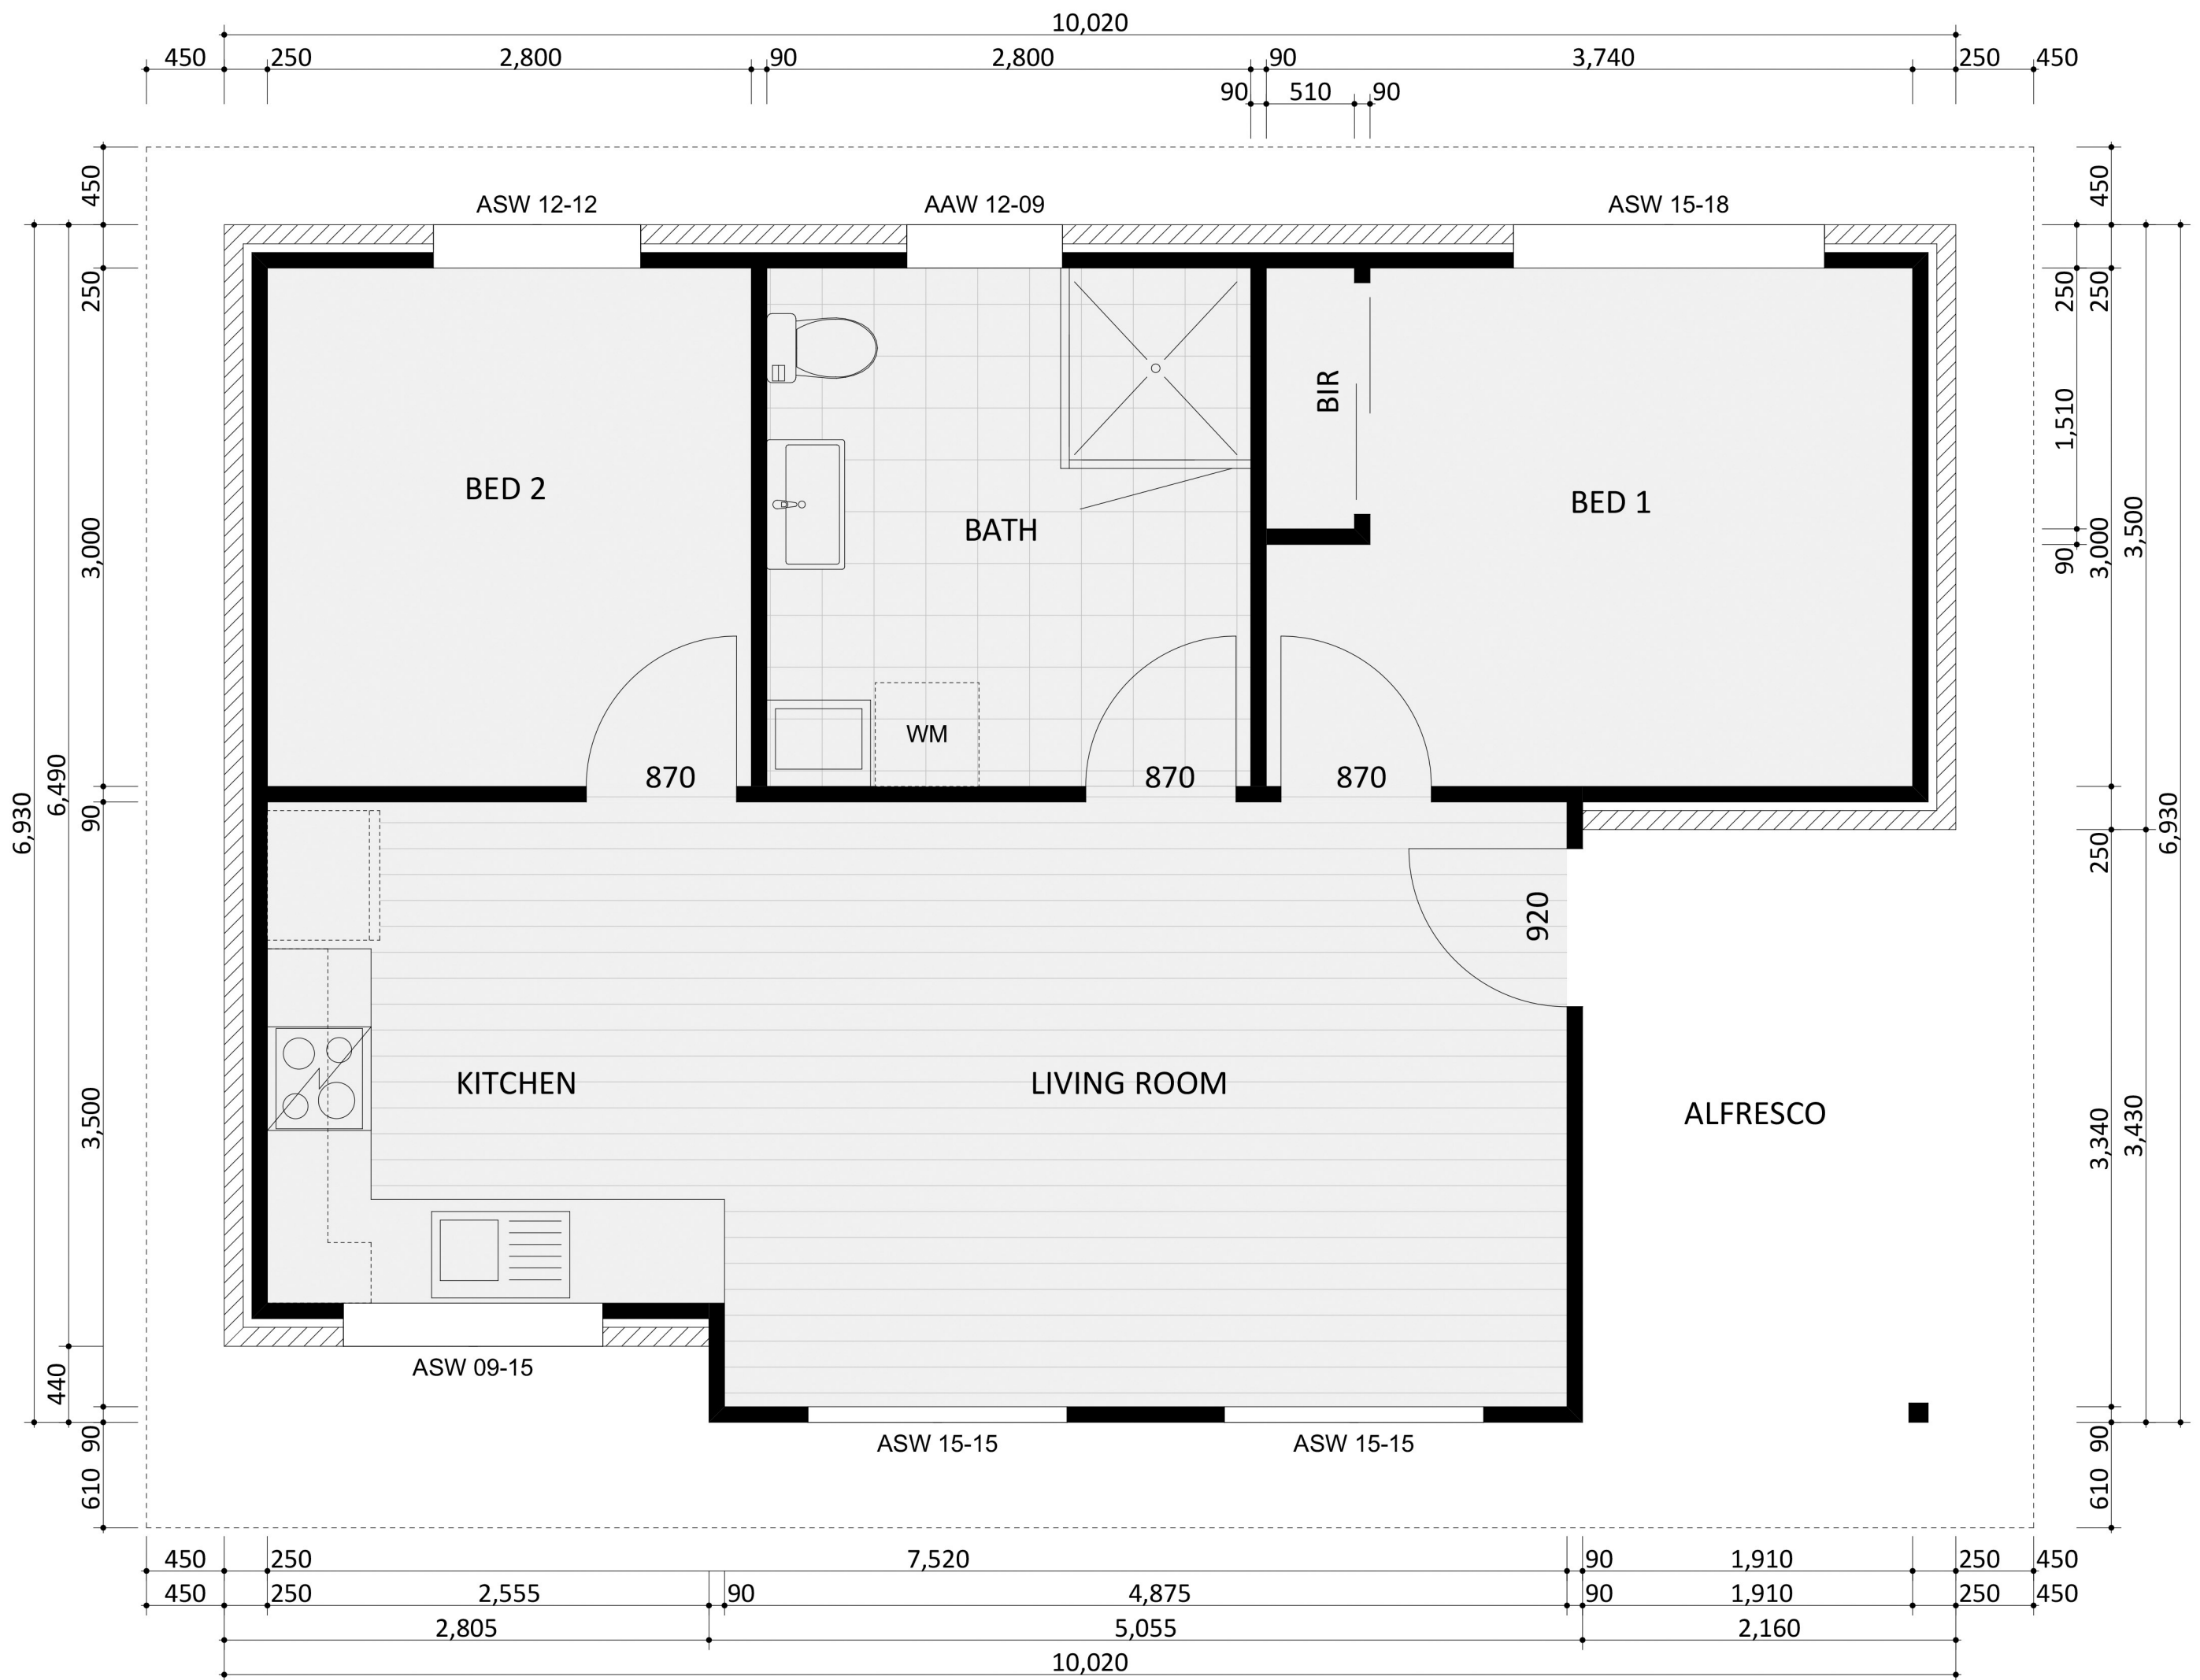 10,020
450 250 2,800 90 2,800 90 3,740 250 450
90 510 90
ASW 12-12 AAW 12-09 ASW 15-18
450
250
3,000
90
3,500
90
610
6,490
440
6,930
BED 2
BATH
BIR
BED 1
WM
870 870 870
920
KITCHEN
LIVING ROOM
ALFRESCO
ASW 09-15
ASW 15-15 ASW 15-15
250
1,510
90
450
250
3,000
250
3,340
90
610
3,500
3,430
6,930
450 250 7,520 90 1,910 250 450
450 250 2,555 90 4,875 90 1,910 250 450
2,805 5,055 2,160
10,020